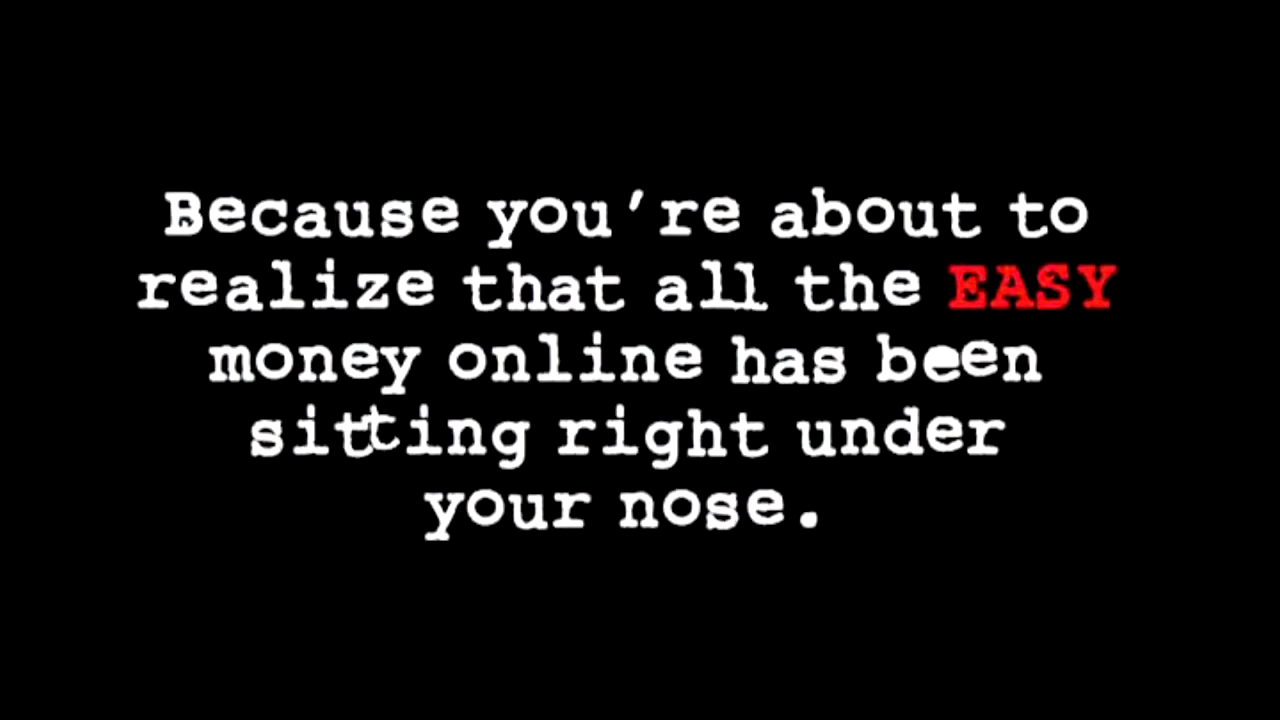 Because you're about to
realize that all the EASY
money online has been
sitting right under
your nose.